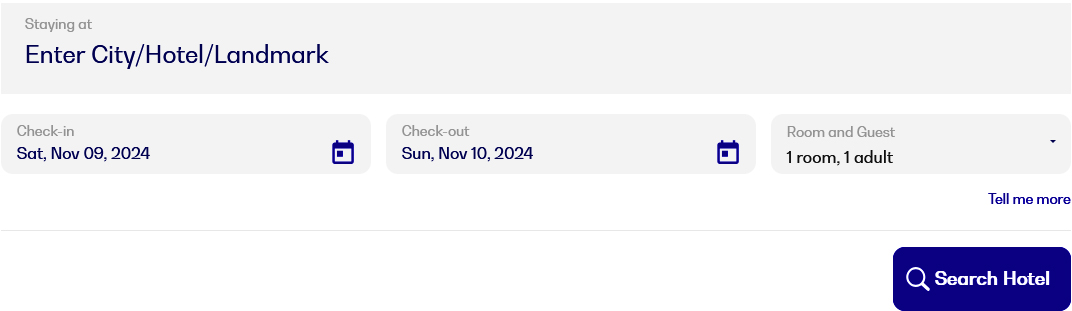 Staying at
Enter City/Hotel/Landmark
Check-in
Sat, Nov 09, 2024
Check-out
Sun, Nov 10, 2024
Room and Guest
1 room, 1 adult
Tell me more
Search Hotel